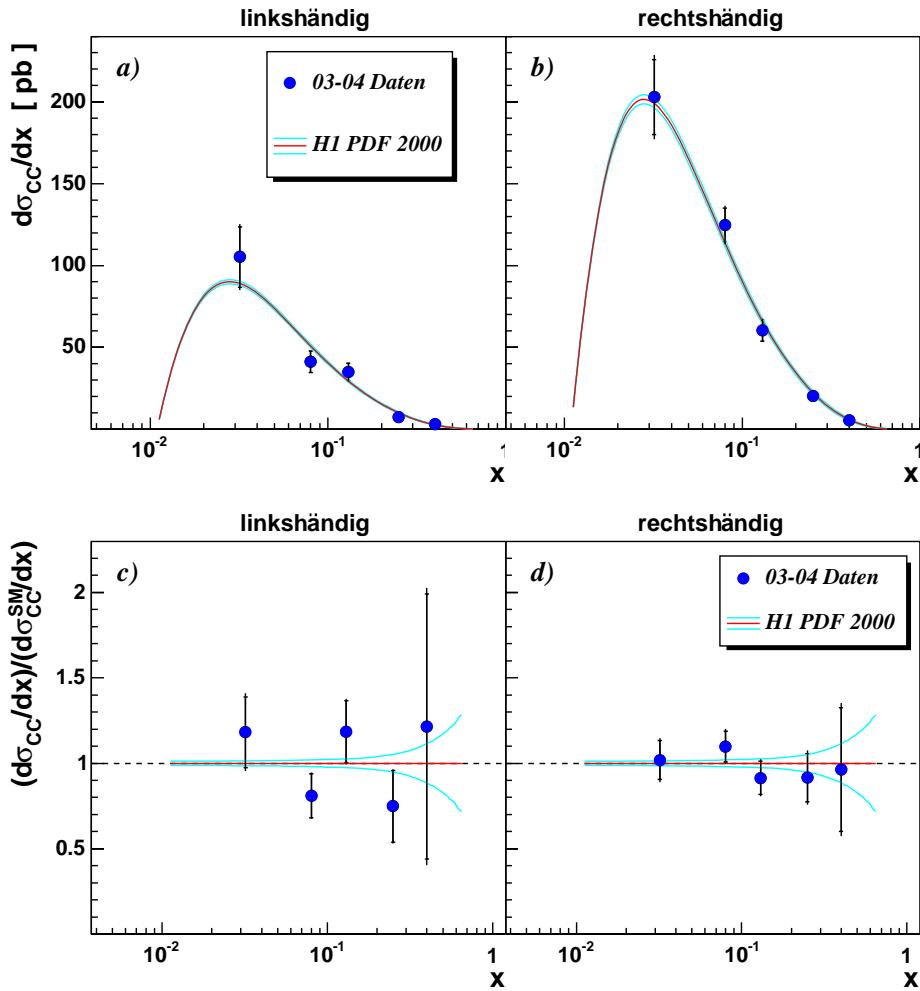 linkshändig
rechtshändig
dσCC/dx [ pb ]
a)
03-04 Daten
H1 PDF 2000
b)
200
150
100
50
10-2
10-1
1
x
10-2
10-1
1
x
linkshändig
rechtshändig
(dσCC/dx)/(dσSMCC/dx)
c)
d)
03-04 Daten
H1 PDF 2000
2
1.5
1
0.5
10-2
10-1
1
x
10-2
10-1
1
x